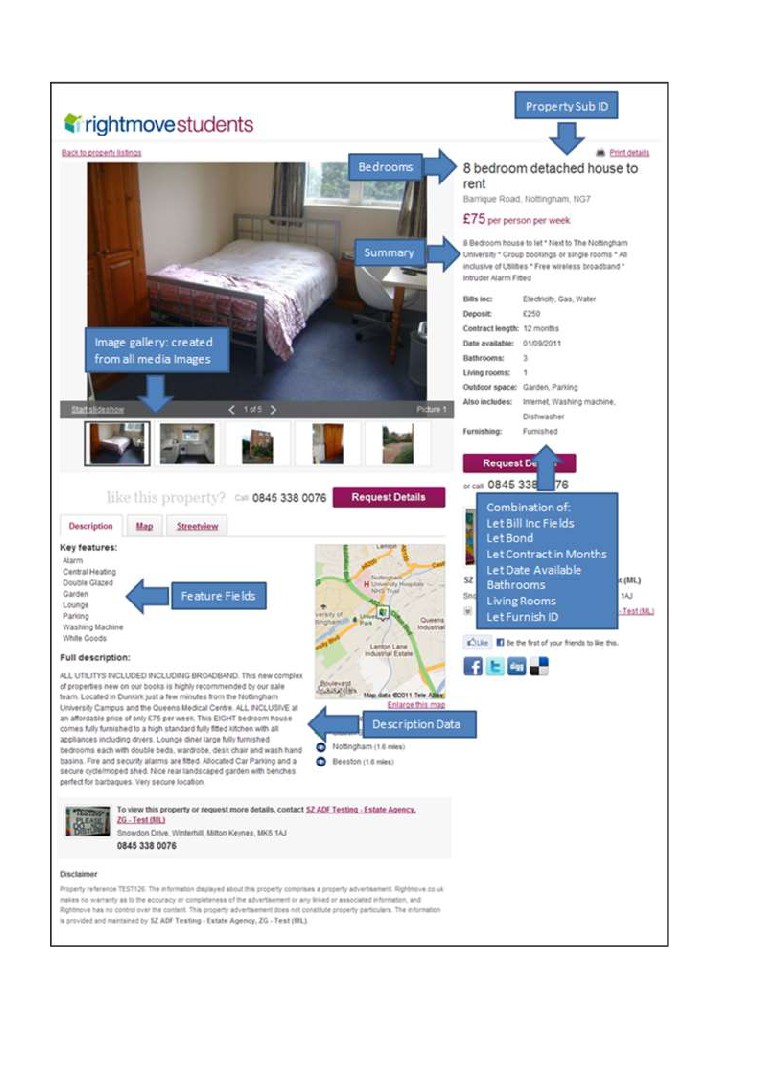 Property Sub ID
rightmovestudents
Back to property listings
Print details
Bedrooms
8 bedroom detached house to
rent
Barrique Road, Nottingham, NG7
£75 per person per week
Summary
8 Bedroom house to let * Next to The Nottingham
University * Group bookings or single rooms * All
inclusive of Utilities * Free wireless broadband *
Intruder Alarm Fitted
Bills inc: Electricity, Gas, Water
Deposit: £250
Contract length: 12 months
Date available: 01/09/2011
Bathrooms: 3
Living rooms: 1
Outdoor space: Garden, Parking
Also includes: Internet, Washing machine,
Dishwasher
Furnishing: Furnished
Image gallery: created
from all media Images
Start slideshow
1 of 5
Picture 1
Request De
or call 0845 338 0076
like this property? Call 0845 338 0076 Request Details
Combination of:
Let Bill Inc Fields
Let Bond
Let Contract in Months
Let Date Available
Bathrooms
Living Rooms
Let Furnish ID
SZ
t (ML)
Sno
1AJ
- Test (ML)
Like
Be the first of your friends to like this.
digg
Description Map Streetview
Key features:
Alarm
Central Heating
Double Glazed
Garden
Lounge
Parking
Washing Machine
White Goods
Feature Fields
Lenton
Nottingham
University Hospitals
NHS Trust
Queens
Industrial
Lenton Lane
Industrial Estate
Boulevard
Industrial
Map data ©2011 Tele Atlas
Enlarge this map
Full description:
ALL UTILITYS INCLUDED INCLUDING BROADBAND. This new complex
of properties new on our books is highly recommended by our sale
team. Located in Dunkirk just a few minutes from the Nottingham
University Campus and the Queens Medical Centre. ALL INCLUSIVE at
an affordable price of only £75 per week. This EIGHT bedroom house
comes fully furnished to a high standard fully fitted kitchen with all
appliances including dryers. Lounge diner large fully furnished
bedrooms each with double beds, wardrobe, desk chair and wash hand
basins. Fire and security alarms are fitted. Allocated Car Parking and a
secure cycle/moped shed. Nice rear landscaped garden with benches
perfect for barbaques. Very secure location.
Description Data
Nottingham (1.6 miles)
Beeston (1.6 miles)
TESTING
PLEASE
DO NOT
To view this property or request more details, contact SZ ADF Testing - Estate Agency,
ZG - Test (ML)
Snowdon Drive, Winterhill, Milton Keynes, MK6 1AJ
0845 338 0076
Disclaimer
Property reference TEST126. The information displayed about this property comprises a property advertisement. Rightmove.co.uk
makes no warranty as to the accuracy or completeness of the advertisement or any linked or associated information, and
Rightmove has no control over the content. This property advertisement does not constitute property particulars. The information
is provided and maintained by SZ ADF Testing - Estate Agency, ZG - Test (ML).